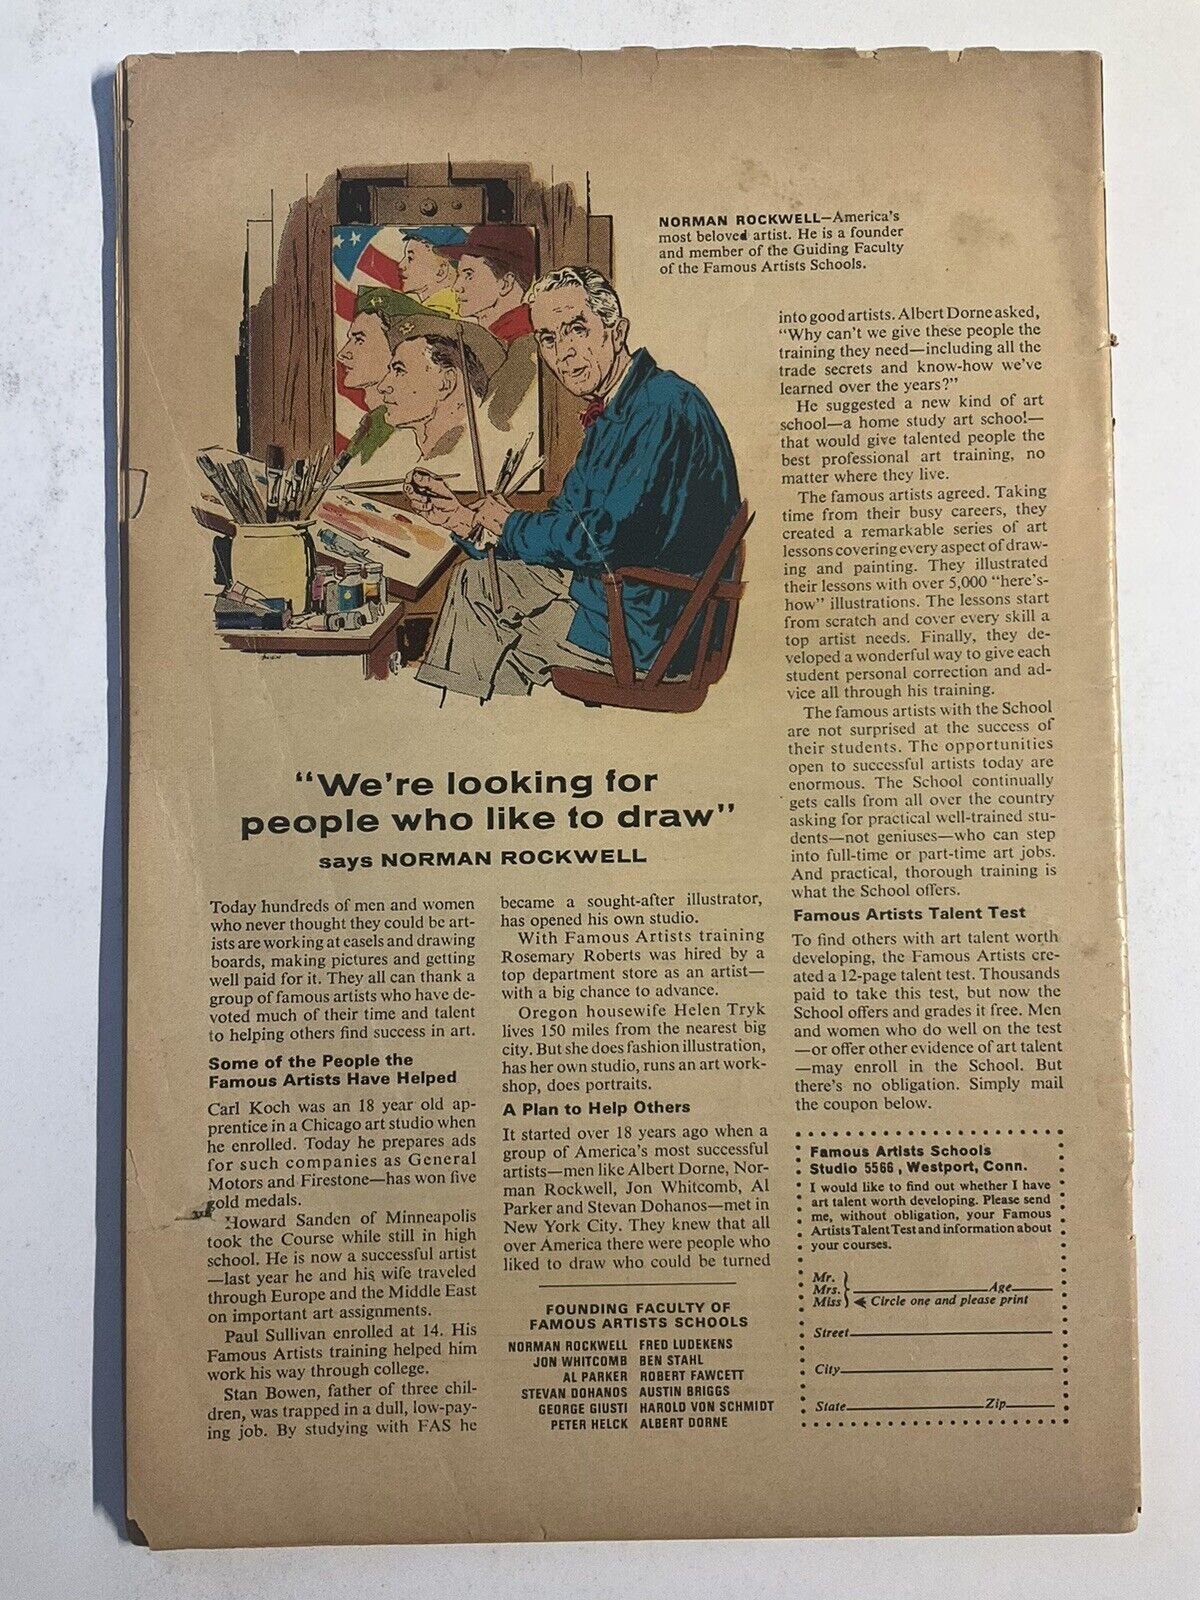 NORMAN ROCKWELL—America's
most beloved artist. He is a founder
and member of the Guiding Faculty
of the Famous Artists Schools.
"We're looking for
people who like to draw"
says NORMAN ROCKWELL
Today hundreds of men and women
who never thought they could be art-
ists are working at easels and drawing
boards, making pictures and getting
well paid for it. They all can thank a
group of famous artists who have de-
voted much of their time and talent
to helping others find success in art.
Some of the People the
Famous Artists Have Helped
Carl Koch was an 18 year old ap-
prentice in a Chicago art studio when
he enrolled. Today he prepares ads
for such companies as General
Motors and Firestone—has won five
gold medals.
Howard Sanden of Minneapolis
took the Course while still in high
school. He is now a successful artist
—last year he and his wife traveled
through Europe and the Middle East
on important art assignments.
Paul Sullivan enrolled at 14. His
Famous Artists training helped him
work his way through college.
Stan Bowen, father of three chil-
dren, was trapped in a dull, low-pay-
ing job. By studying with FAS he
became a sought-after illustrator,
has opened his own studio.
With Famous Artists training
Rosemary Roberts was hired by a
top department store as an artist—
with a big chance to advance.
Oregon housewife Helen Tryk
lives 150 miles from the nearest big
city. But she does fashion illustration,
has her own studio, runs an art work-
shop, does portraits.
A Plan to Help Others
It started over 18 years ago when a
group of America's most successful
artists—men like Albert Dorne, Nor-
man Rockwell, Jon Whitcomb, Al
Parker and Stevan Dohanos—met in
New York City. They knew that all
over America there were people who
liked to draw who could be turned
into good artists. Albert Dorne asked,
"Why can't we give these people the
training they need—including all the
trade secrets and know-how we've
learned over the years?"
He suggested a new kind of art
school—a home study art school—
that would give talented people the
best professional art training, no
matter where they live.
The famous artists agreed. Taking
time from their busy careers, they
created a remarkable series of art
lessons covering every aspect of draw-
ing and painting. They illustrated
their lessons with over 5,000 "here's-
how" illustrations. The lessons start
from scratch and cover every skill a
top artist needs. Finally, they de-
veloped a wonderful way to give each
student personal correction and ad-
vice all through his training.
The famous artists with the School
are not surprised at the success of
their students. The opportunities
open to successful artists today are
enormous. The School continually
gets calls from all over the country
asking for practical well-trained stu-
dents—not geniuses—who can step
into full-time or part-time art jobs.
And practical, thorough training is
what the School offers.
Famous Artists Talent Test
To find others with art talent worth
developing, the Famous Artists cre-
ated a 12-page talent test. Thousands
paid to take this test, but now the
School offers and grades it free. Men
and women who do well on the test
—or offer other evidence of art talent
—may enroll in the School. But
there's no obligation. Simply mail
the coupon below.
FOUNDING FACULTY OF
FAMOUS ARTISTS SCHOOLS
NORMAN ROCKWELL FRED LUDEKENS
JON WHITCOMB BEN STAHL
AL PARKER ROBERT FAWCETT
STEVAN DOHANOS AUSTIN BRIGGS
GEORGE GIUSTI HAROLD VON SCHMIDT
PETER HELCK ALBERT DORNE
Famous Artists Schools
Studio 5566, Westport, Conn.
I would like to find out whether I have
art talent worth developing. Please send
me, without obligation, your Famous
Artists Talent Test and information about
your courses.
Mr.
Mrs. Age
Miss Circle one and please print
Street
City
State Zip